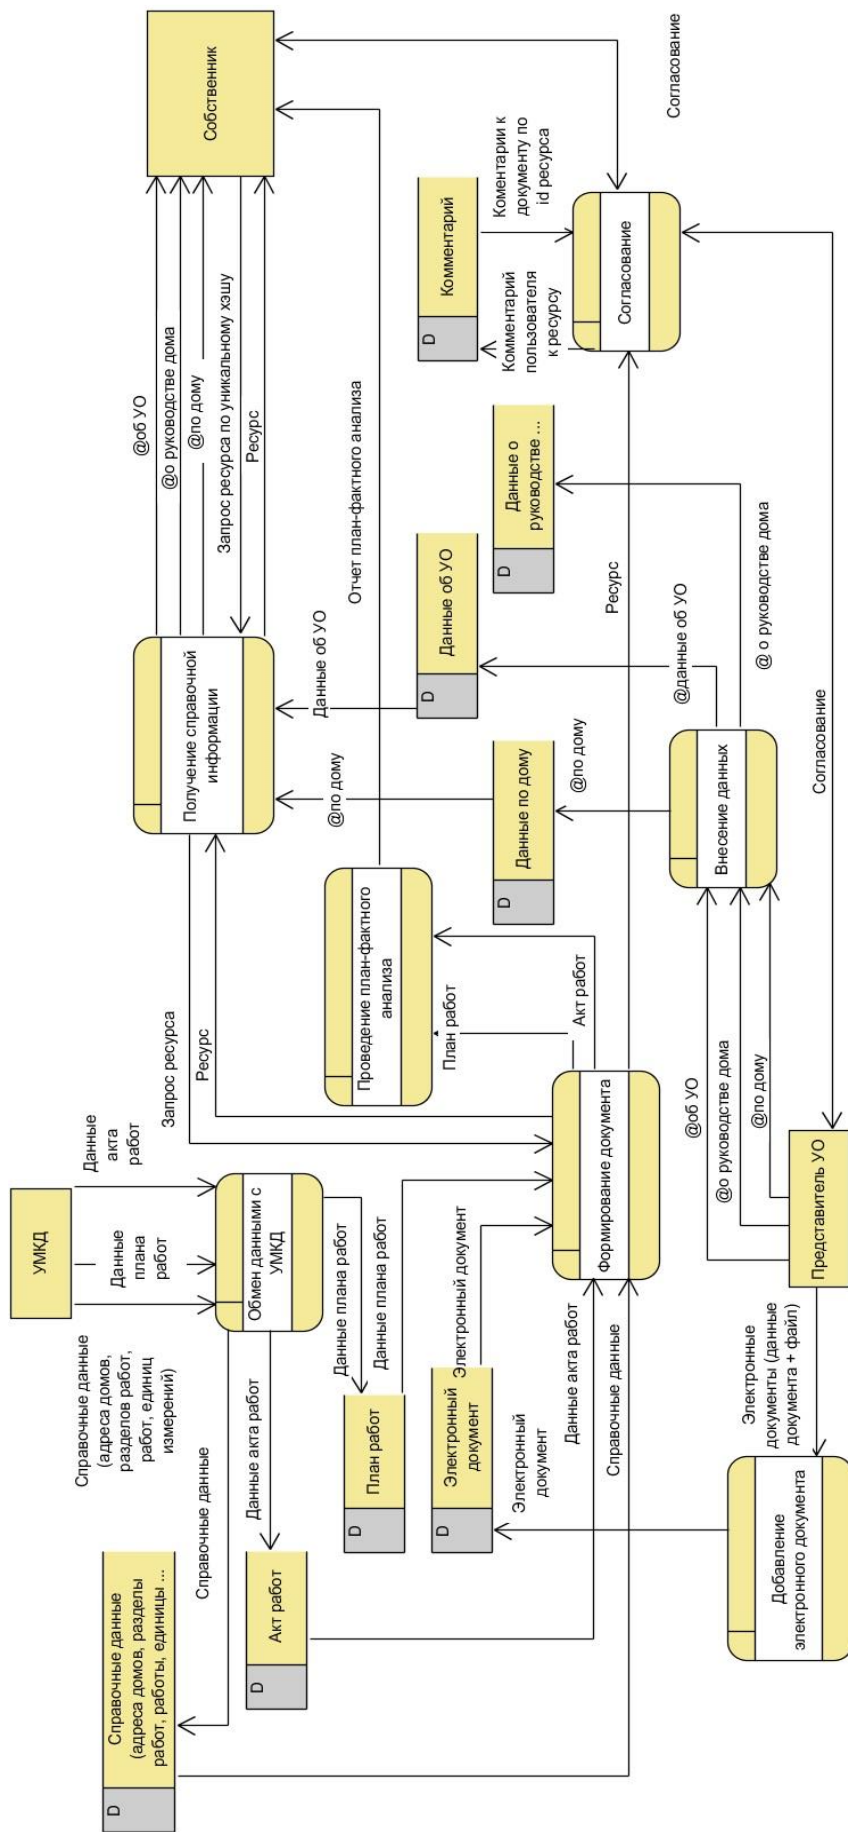 Собственник
@об УО
@о руководстве дома
@по дому
Запрос ресурса по уникальному хэшу
Ресурс
Отчет план-фактного анализа
Согласование
D
Комментарий
Коментарии к
документу по
id ресурса
Комментарий
пользователя
к ресурсу
Согласование
Получение справочной
информации
Данные об УО
@по дому
D
Данные об УО
D
Данные о
руководстве ...
Ресурс
D
Данные по дому
@по дому
@данные об УО
@ о руководстве дома
Внесение данных
Согласование
Запрос ресурса
Ресурс
Проведение план-фактного
анализа
План работ
Акт работ
Формирование документа
@об УО
@о руководстве дома
@по дому
Представитель УО
УМКД
Данные
акта
работ
Данные
плана
работ
Справочные данные
(адреса домов,
разделов работ,
работ, единиц
измерений)
Обмен данными с
УМКД
Данные плана работ
Данные плана работ
Электронный документ
Данные акта работ
Справочные данные
Справочные данные
Данные акта работ
D
План работ
D
Электронный
документ
Электронный
документ
D
Акт работ
D
Справочные данные
(адреса домов, разделы
работ, работы, единицы ...
Электронные
документы (данные
документа + файл)
Добавление
электронного документа